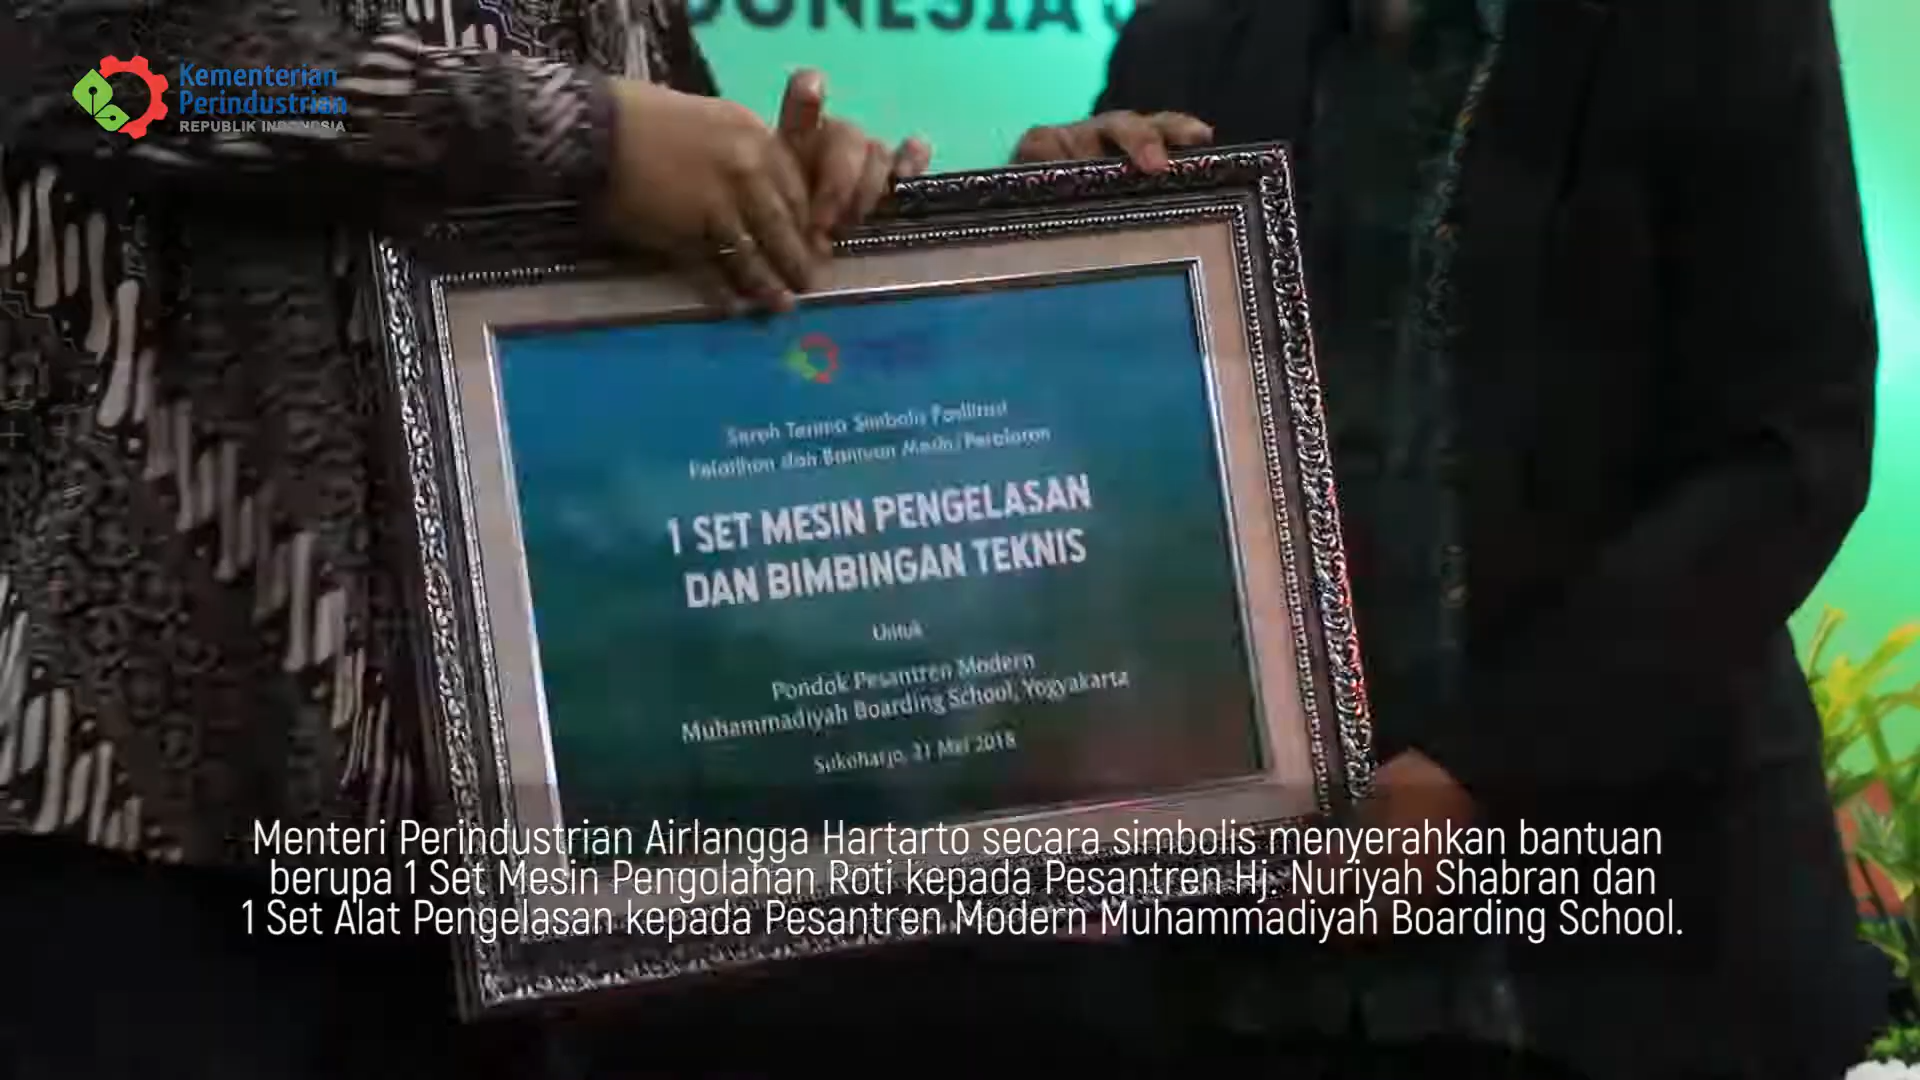 ONESIA
Kementerian
Perindustrian
REPUBLIK INDONESIA
Serah Terima Simbolis Fasilitasi
Pelatihan dan Bantuan Mesin/Peralatan
1 SET MESIN PENGELASAN
DAN BIMBINGAN TEKNIS
Untuk
Pondok Pesantren Modern
Muhammadiyah Boarding School, Yogyakarta
Sukoharjo, 21 Mei 2018
Menteri Perindustrian Airlangga Hartarto secara simbolis menyerahkan bantuan
berupa 1 Set Mesin Pengolahan Roti kepada Pesantren Hj. Nuriyah Shabran dan
1 Set Alat Pengelasan kepada Pesantren Modern Muhammadiyah Boarding School.